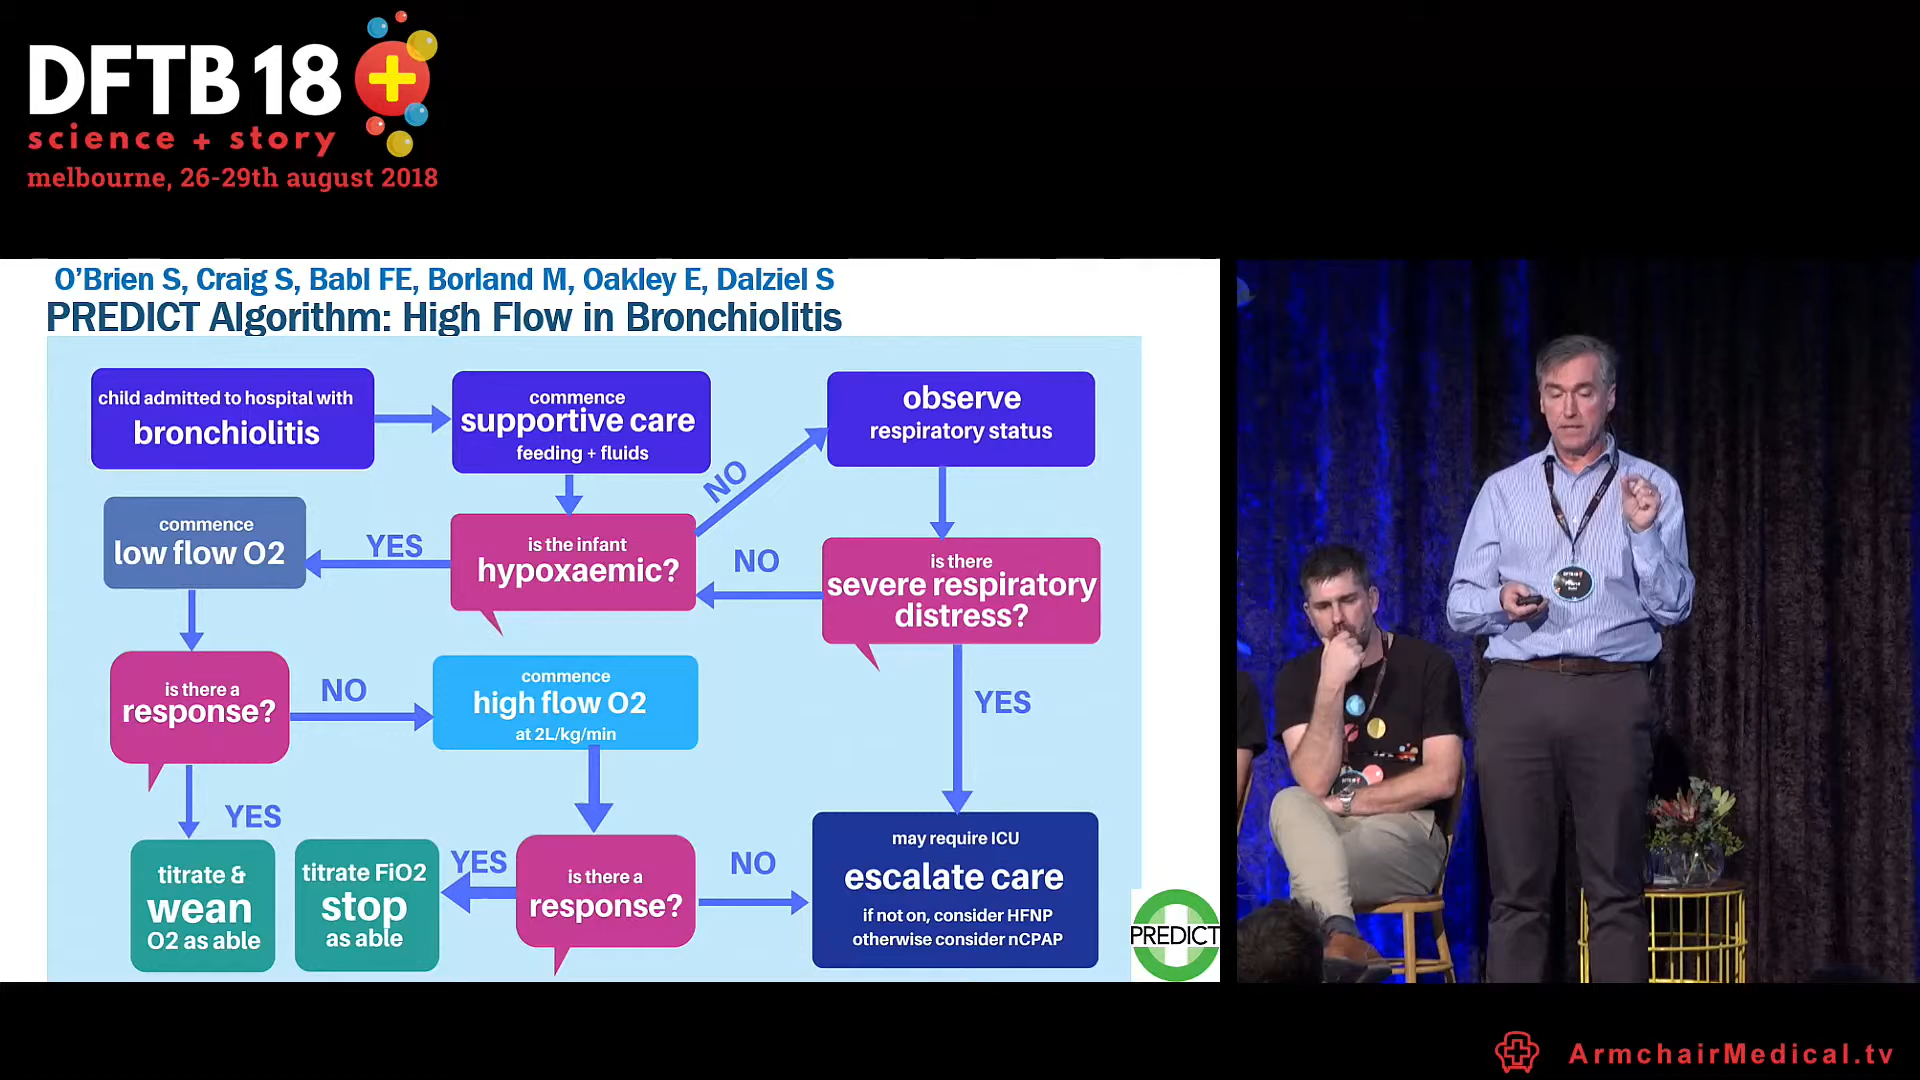 DFTB 18
science + story
melbourne, 26-29th august 2018
O'Brien S, Craig S, Babl FE, Borland M, Oakley E, Dalziel S
PREDICT Algorithm: High Flow in Bronchiolitis
child admitted to hospital with
bronchiolitis
commence
supportive care
feeding + fluids
observe
respiratory status
NO
commence
low flow O2
YES
is the infant
hypoxaemic?
NO
is there
severe respiratory
distress?
is there a
response?
NO
commence
high flow O2
at 2L/kg/min
YES
YES
titrate &
wean
O2 as able
titrate FiO2
stop
as able
YES
is there a
response?
NO
may require ICU
escalate care
if not on, consider HFNP
otherwise consider nCPAP
PREDICT
ArmchairMedical.tv